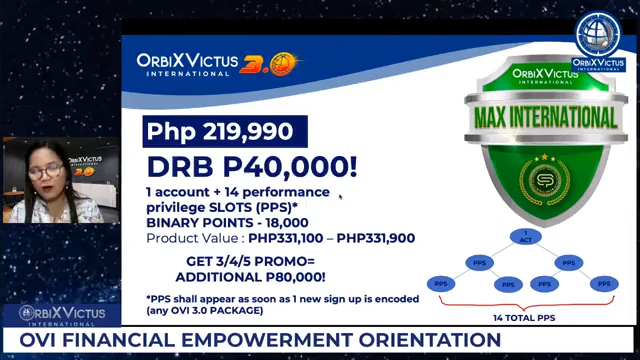 ORBIXVICTUS
INTERNATIONAL
3.0
Php 219,990
DRB P40,000!
1 account + 14 performance
privilege SLOTS (PPS)*
BINARY POINTS - 18,000
Product Value : PHP331,100 – PHP331,900
GET 3/4/5 PROMO=
ADDITIONAL P80,000!
*PPS shall appear as soon as 1 new sign up is encoded
(any OVI 3.0 PACKAGE)
ORBIXVICTUS
INTERNATIONAL
ORBIXVICTUS
MAX INTERNATIONAL
1
ACT
PPS
PPS
PPS
PPS
PPS
PPS
14 TOTAL PPS
ORBIXVICTUS
3.0
ORBIXVICTUS
INTERNATIONAL
OVI FINANCIAL EMPOWERMENT ORIENTATION